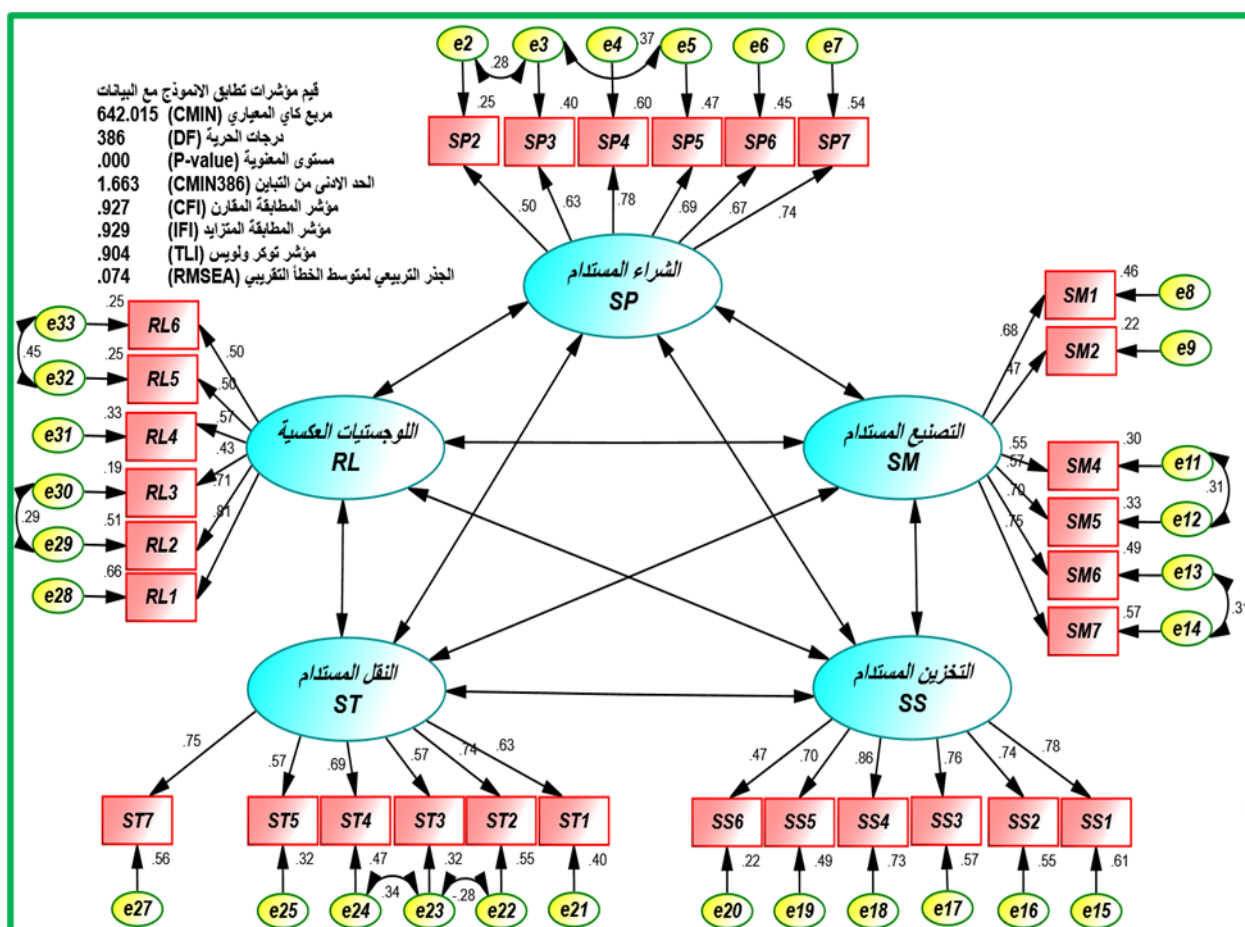 e2 e3 e4 .37 e5 e6 e7
.28
.25 .40 .60 .47 .45 .54
SP2 SP3 SP4 SP5 SP6 SP7
.50 .63 .78 .69 .67 .74
قيم مؤشرات تطابق الانموذج مع البيانات
مربع كاي المعياري (CMIN) 642.015
درجات الحرية (DF) 386
مستوى المعنوية (P-value) .000
الحد الادنى من التباين (CMIN386) 1.663
مؤشر المطابقة المقارن (CFI) .927
مؤشر المطابقة المتزايد (IFI) .929
مؤشر توكر ولويس (TLI) .904
الجذر التربيعي لمتوسط الخطأ التقريبي (RMSEA) .074
الشراء المستدام
SP
e33 .25 RL6 .50
.45
e32 .25 RL5 .50
e31 .33 RL4 .57
e30 .19 RL3 .43
.29
e29 .51 RL2 .71
e28 .66 RL1 .81
اللوجستيات العكسية
RL
التصنيع المستدام
SM
.68 SM1 .46 e8
.47 SM2 .22 e9
.55 SM4 .30 e11
.31
.57 SM5 .33 e12
.70 SM6 .49 e13
.31
.75 SM7 .57 e14
النقل المستدام
ST
التخزين المستدام
SS
.75 .57 .69 .57 .74 .63
ST7 ST5 ST4 ST3 ST2 ST1
.56 .32 .47 .32 .55 .40
.34 -.28
e27 e25 e24 e23 e22 e21
.47 .70 .86 .76 .74 .78
SS6 SS5 SS4 SS3 SS2 SS1
.22 .49 .73 .57 .55 .61
e20 e19 e18 e17 e16 e15